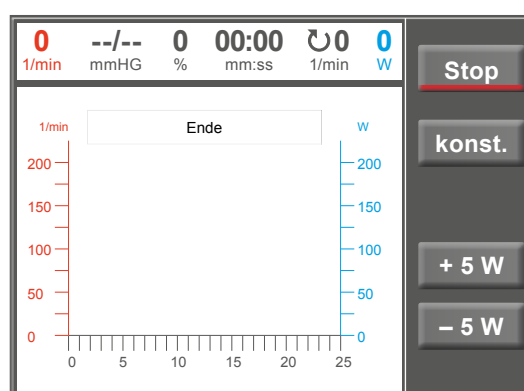 0 --/-- 0 00:00 ↻0 0
1/min mmHG % mm:ss 1/min W
Stop
konst.
+ 5 W
– 5 W
1/min Ende W
200 200
150 150
100 100
50 50
0 0
0 5 10 15 20 25